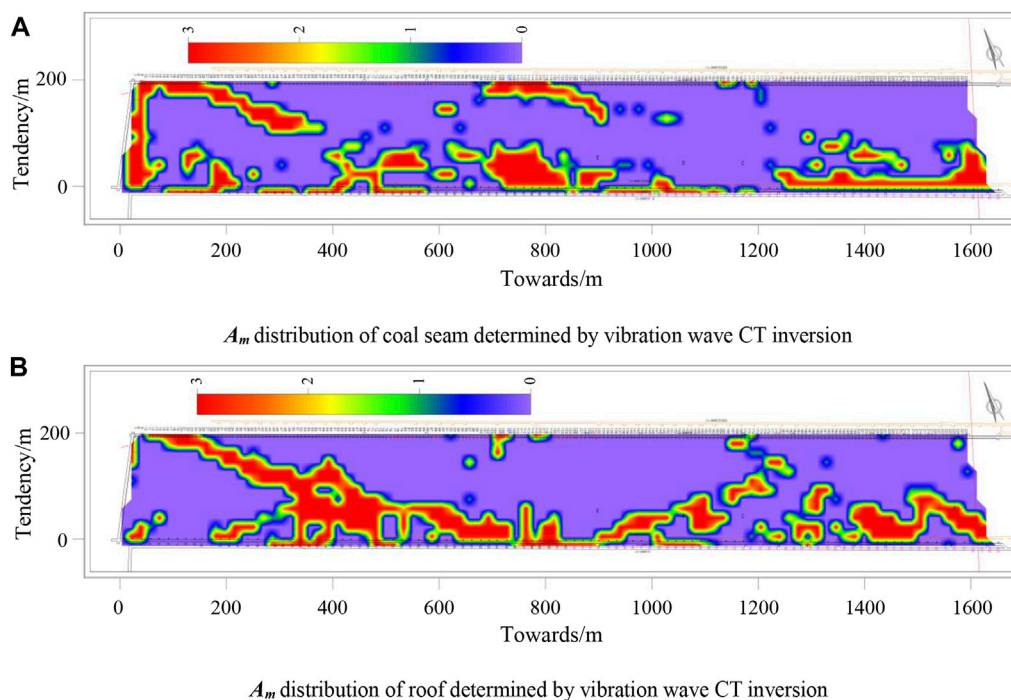 A
3 2 1 0
200
0
Tendency/m
0 200 400 600 800 1000 1200 1400 1600
Towards/m
Am distribution of coal seam determined by vibration wave CT inversion
B
3 2 1 0
200
0
Tendency/m
0 200 400 600 800 1000 1200 1400 1600
Towards/m
Am distribution of roof determined by vibration wave CT inversion